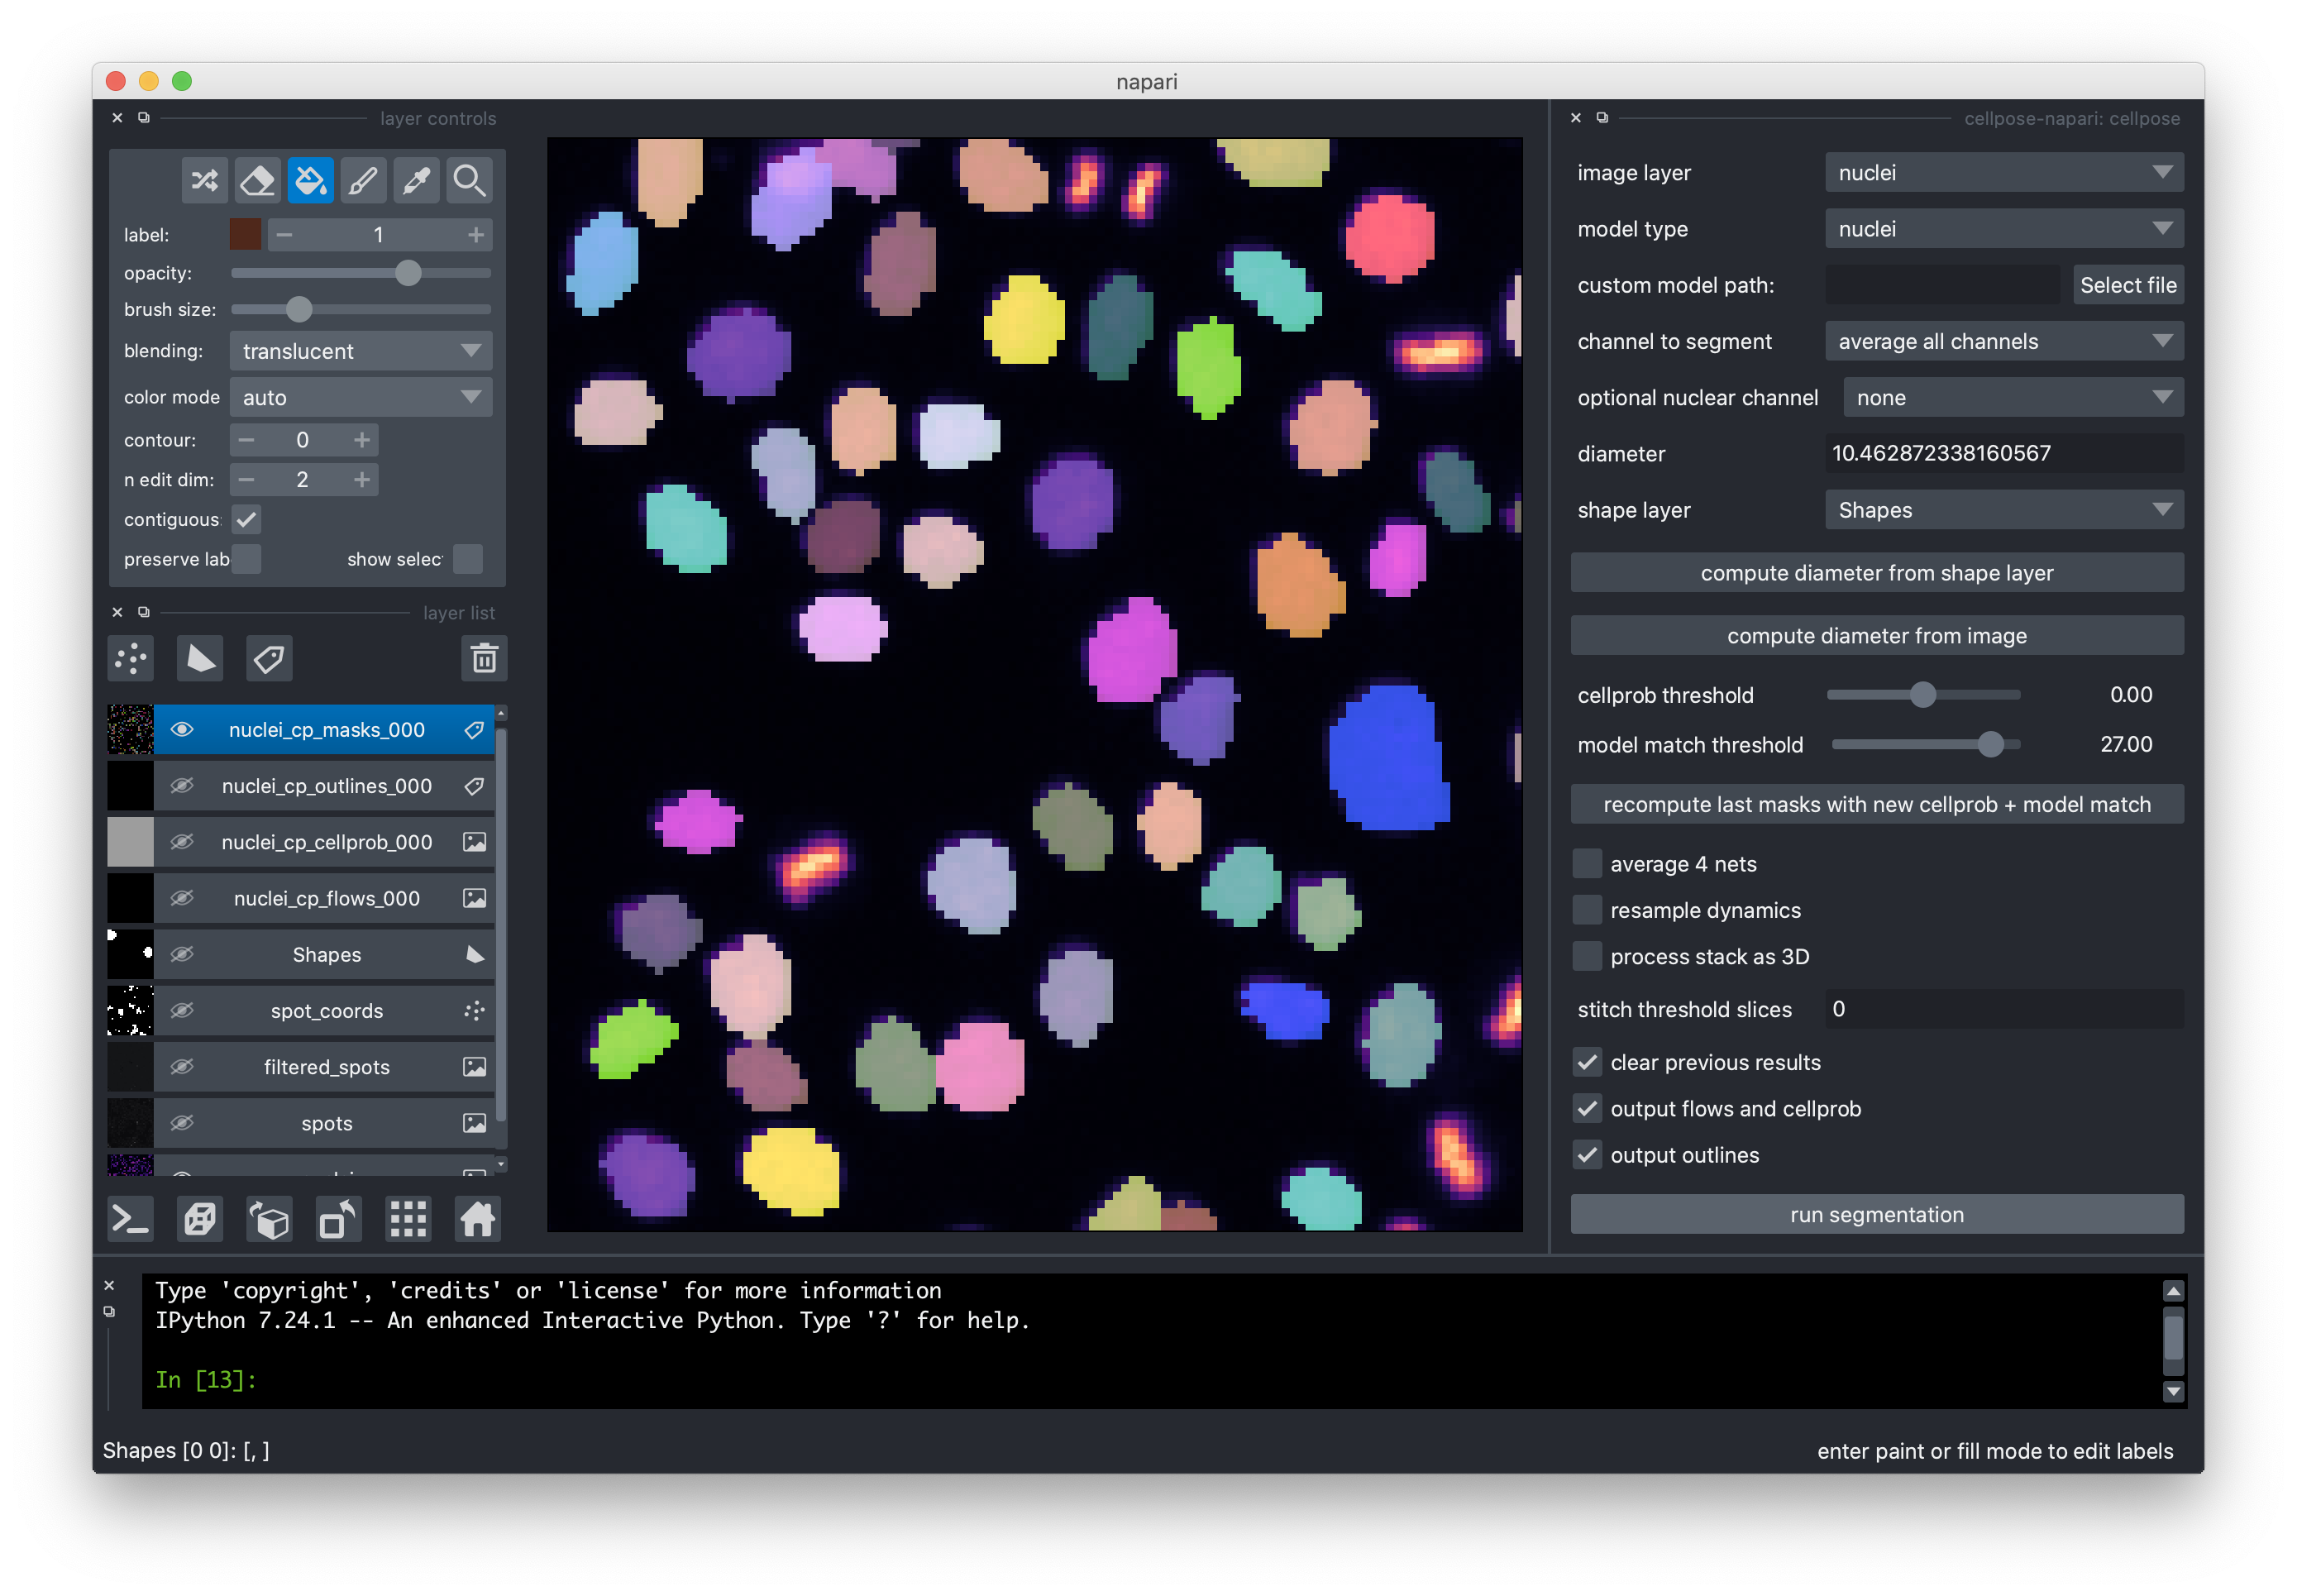 napari
layer controls
label:
1
opacity:
brush size:
blending:
translucent
color mode
auto
contour:
0
n edit dim:
2
contiguous:
preserve lab
show selec
layer list
nuclei_cp_masks_000
nuclei_cp_outlines_000
nuclei_cp_cellprob_000
nuclei_cp_flows_000
Shapes
spot_coords
filtered_spots
spots
cellpose-napari: cellpose
image layer
nuclei
model type
nuclei
custom model path:
Select file
channel to segment
average all channels
optional nuclear channel
none
diameter
10.462872338160567
shape layer
Shapes
compute diameter from shape layer
compute diameter from image
cellprob threshold
0.00
model match threshold
27.00
recompute last masks with new cellprob + model match
average 4 nets
resample dynamics
process stack as 3D
stitch threshold slices
0
clear previous results
output flows and cellprob
output outlines
run segmentation
Type 'copyright', 'credits' or 'license' for more information
IPython 7.24.1 -- An enhanced Interactive Python. Type '?' for help.
In [13]:
Shapes [0 0]: [, ]
enter paint or fill mode to edit labels